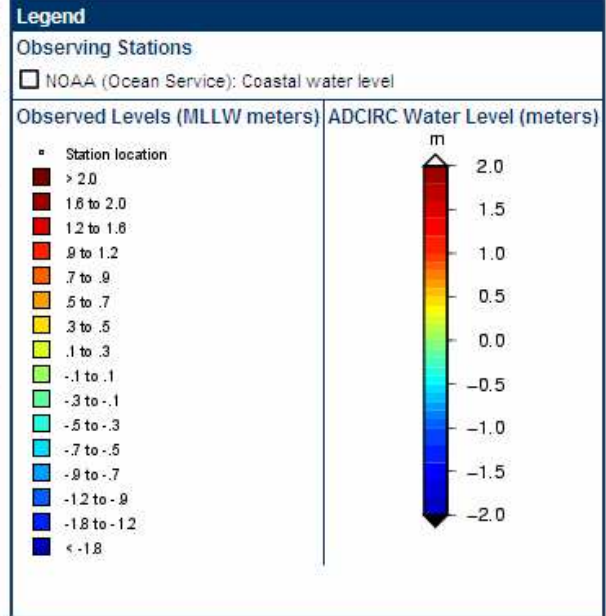 Legend
Observing Stations
NOAA (Ocean Service): Coastal water level
Observed Levels (MLLW meters)
Station location
> 2.0
1.6 to 2.0
1.2 to 1.6
.9 to 1.2
.7 to .9
.5 to .7
.3 to .5
.1 to .3
-.1 to .1
-.3 to -.1
-.5 to -.3
-.7 to -.5
-.9 to -.7
-1.2 to -.9
-1.8 to -1.2
< -1.8
ADCIRC Water Level (meters)
m
2.0
1.5
1.0
0.5
0.0
−0.5
−1.0
−1.5
−2.0